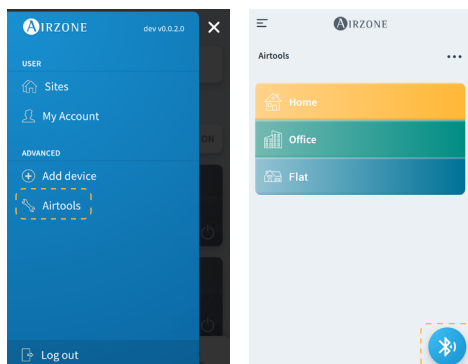 AIRZONE dev v0.0.2.0
USER
Sites
My Account
ADVANCED
Add device
Airtools
Log out
ON
AIRZONE
Airtools
Home
Office
Flat